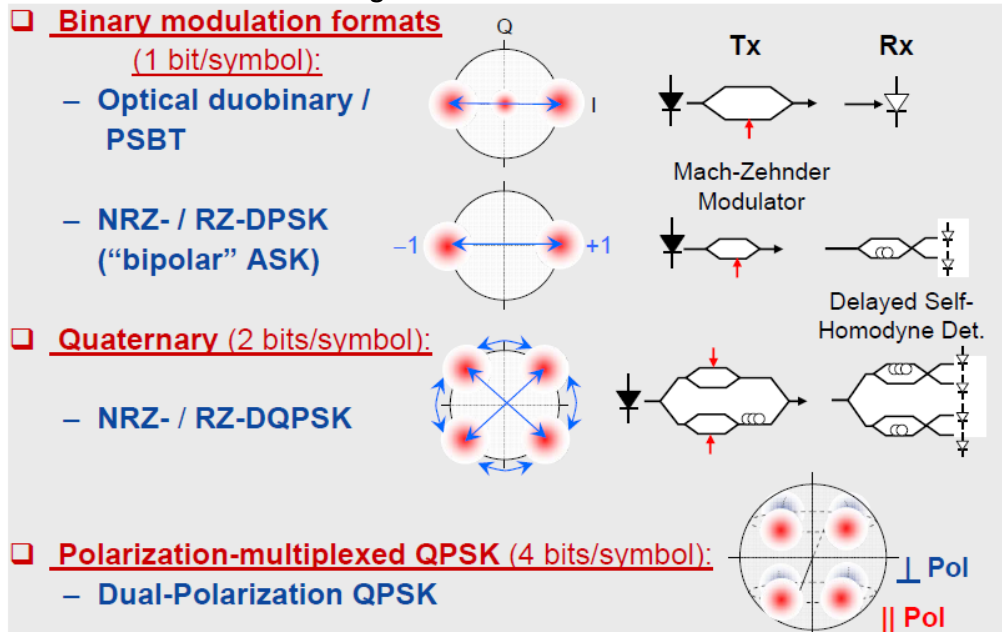 ❑ Binary modulation formats
(1 bit/symbol):
Q
Tx
Rx
– Optical duobinary /
PSBT
I
Mach-Zehnder
Modulator
– NRZ- / RZ-DPSK
(“bipolar” ASK)
–1
+1
Delayed Self-
Homodyne Det.
❑ Quaternary (2 bits/symbol):
– NRZ- / RZ-DQPSK
❑ Polarization-multiplexed QPSK (4 bits/symbol):
– Dual-Polarization QPSK
⊥ Pol
|| Pol